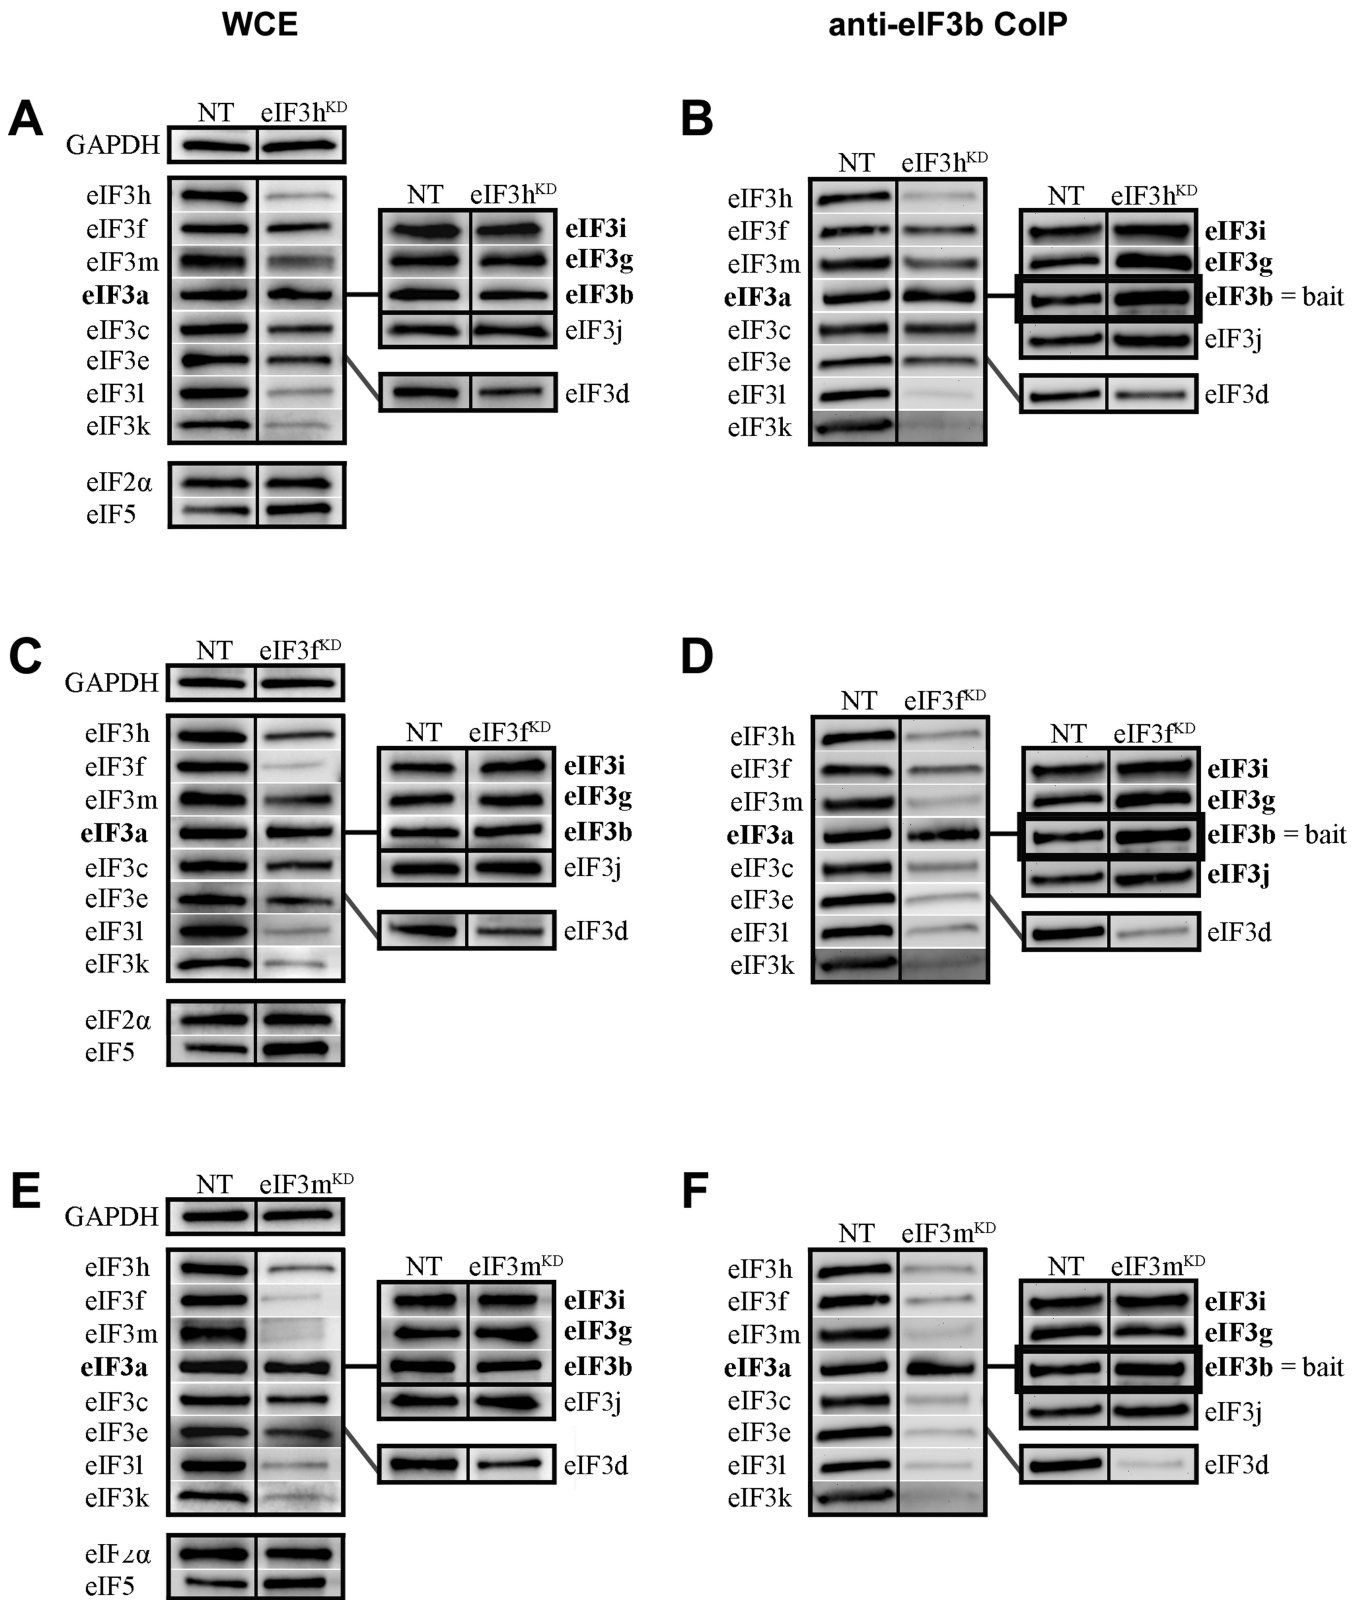 WCE
anti-eIF3b CoIP
A
NT eIF3hKD
GAPDH
eIF3h
eIF3f
eIF3m
eIF3a
eIF3c
eIF3e
eIF3l
eIF3k
eIF2α
eIF5
NT eIF3hKD
eIF3i
eIF3g
eIF3b
eIF3j
eIF3d
B
NT eIF3hKD
eIF3h
eIF3f
eIF3m
eIF3a
eIF3c
eIF3e
eIF3l
eIF3k
NT eIF3hKD
eIF3i
eIF3g
eIF3b = bait
eIF3j
eIF3d
C
NT eIF3fKD
GAPDH
eIF3h
eIF3f
eIF3m
eIF3a
eIF3c
eIF3e
eIF3l
eIF3k
eIF2α
eIF5
NT eIF3fKD
eIF3i
eIF3g
eIF3b
eIF3j
eIF3d
D
NT eIF3fKD
eIF3h
eIF3f
eIF3m
eIF3a
eIF3c
eIF3e
eIF3l
eIF3k
NT eIF3fKD
eIF3i
eIF3g
eIF3b = bait
eIF3j
eIF3d
E
NT eIF3mKD
GAPDH
eIF3h
eIF3f
eIF3m
eIF3a
eIF3c
eIF3e
eIF3l
eIF3k
eIF2α
eIF5
NT eIF3mKD
eIF3i
eIF3g
eIF3b
eIF3j
eIF3d
F
NT eIF3mKD
eIF3h
eIF3f
eIF3m
eIF3a
eIF3c
eIF3e
eIF3l
eIF3k
NT eIF3mKD
eIF3i
eIF3g
eIF3b = bait
eIF3j
eIF3d